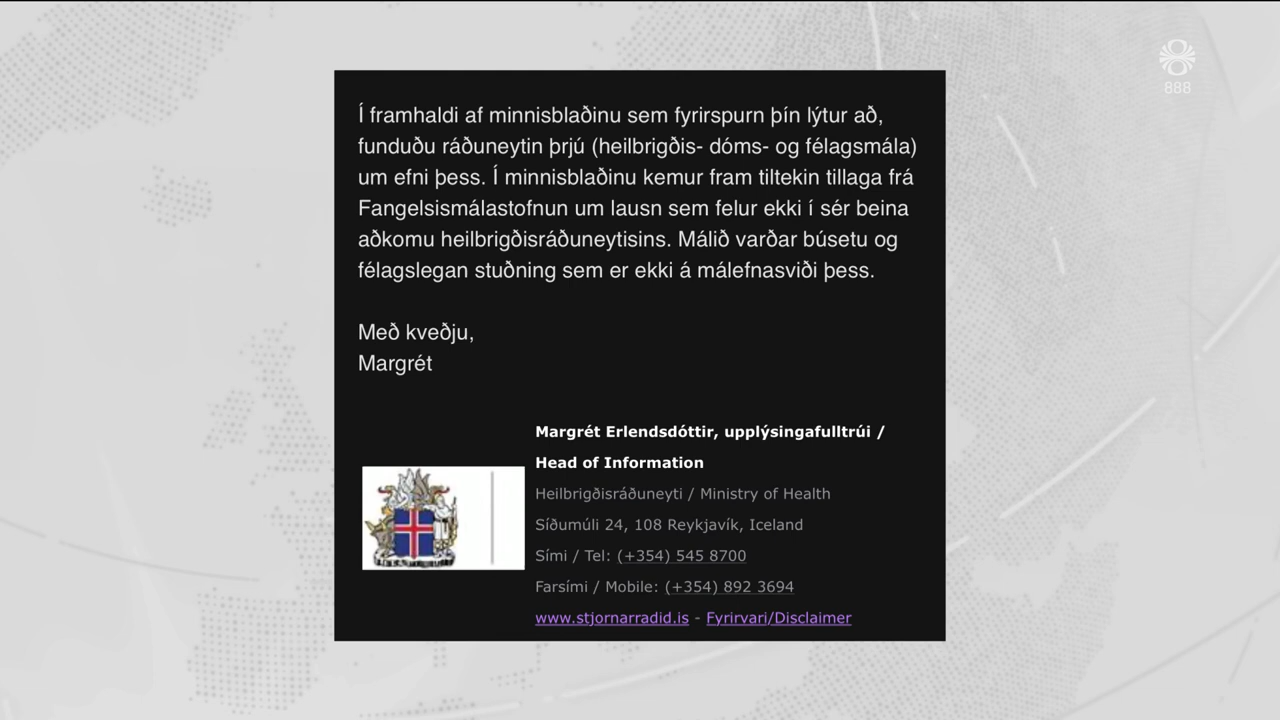 888
Í framhaldi af minnisblaðinu sem fyrirspurn þín lýtur að,
funduðu ráðuneytin þrjú (heilbrigðis- dóms- og félagsmála)
um efni þess. Í minnisblaðinu kemur fram tiltekin tillaga frá
Fangelsismálastofnun um lausn sem felur ekki í sér beina
aðkomu heilbrigðisráðuneytisins. Málið varðar búsetu og
félagslegan stuðning sem er ekki á málefnasviði þess.
Með kveðju,
Margrét
Margrét Erlendsdóttir, upplýsingafulltrúi /
Head of Information
Heilbrigðisráðuneyti / Ministry of Health
Síðumúli 24, 108 Reykjavík, Iceland
Sími / Tel: (+354) 545 8700
Farsími / Mobile: (+354) 892 3694
www.stjornarradid.is - Fyrirvari/Disclaimer